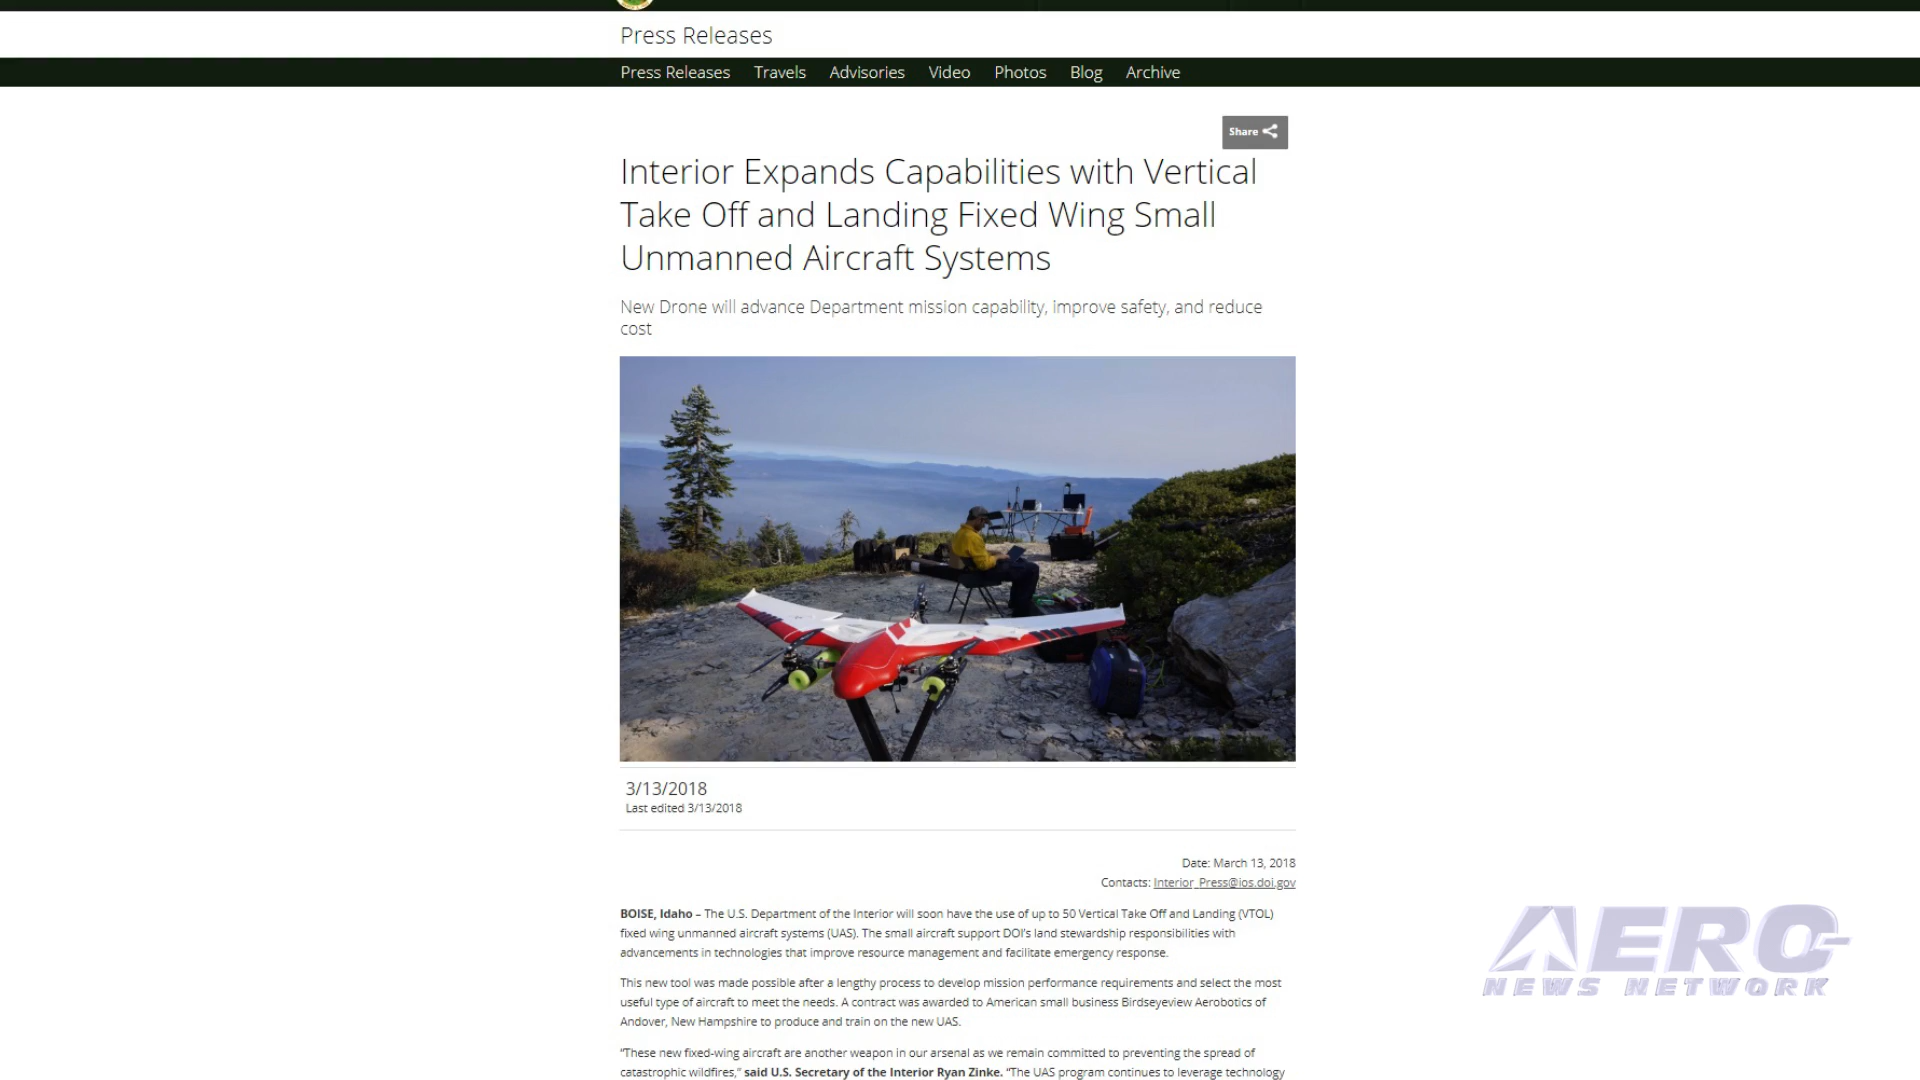 Press Releases
Press Releases Travels Advisories Video Photos Blog Archive
Share
Interior Expands Capabilities with Vertical
Take Off and Landing Fixed Wing Small
Unmanned Aircraft Systems
New Drone will advance Department mission capability, improve safety, and reduce
cost
3/13/2018
Last edited 3/13/2018
Date: March 13, 2018
Contacts: Interior_Press@ios.doi.gov
BOISE, Idaho – The U.S. Department of the Interior will soon have the use of up to 50 Vertical Take Off and Landing (VTOL)
fixed wing unmanned aircraft systems (UAS). The small aircraft support DOI's land stewardship responsibilities with
advancements in technologies that improve resource management and facilitate emergency response.
This new tool was made possible after a lengthy process to develop mission performance requirements and select the most
useful type of aircraft to meet the needs. A contract was awarded to American small business Birdseyeview Aerobotics of
Andover, New Hampshire to produce and train on the new UAS.
"These new fixed-wing aircraft are another weapon in our arsenal as we remain committed to preventing the spread of
catastrophic wildfires," said U.S. Secretary of the Interior Ryan Zinke. "The UAS program continues to leverage technology
AERO
NEWS NETWORK